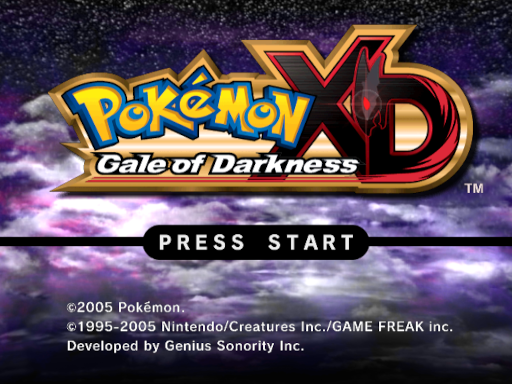 POKéMON XD
Gale of Darkness
TM
PRESS START
©2005 Pokémon.
©1995-2005 Nintendo/Creatures Inc./GAME FREAK inc.
Developed by Genius Sonority Inc.